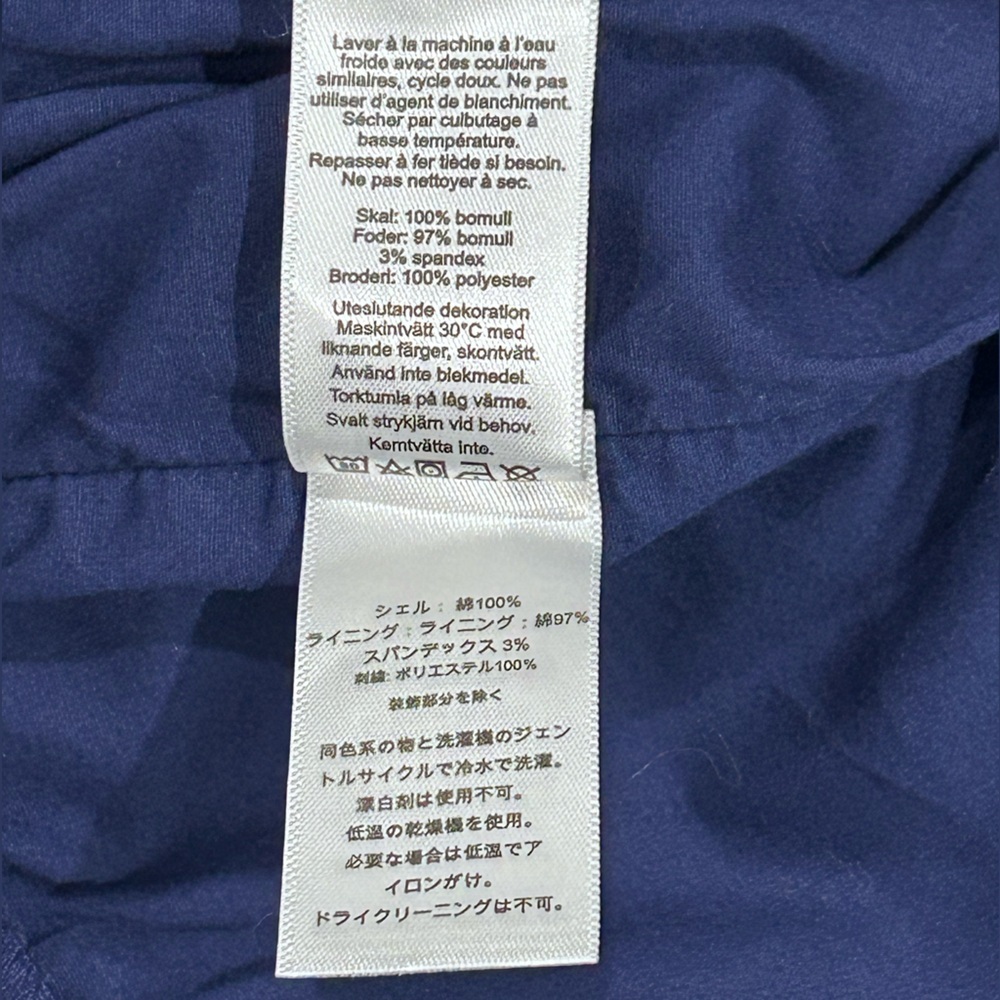 Laver à la machine à l'eau
froide avec des couleurs
similaires, cycle doux. Ne pas
utiliser d'agent de blanchiment.
Sécher par culbutage à
basse température.
Repasser à fer tiède si besoin.
Ne pas nettoyer à sec.
Skal: 100% bomull
Foder: 97% bomull
3% spandex
Broderi: 100% polyester
Uteslutande dekoration
Maskintvätt 30°C med
liknande färger, skontvätt.
Använd inte blekmedel.
Torktumla på låg värme.
Svalt strykjärn vid behov.
Kemtvätta inte.
シェル : 綿100%
ライニング : ライニング : 綿97%
スパンデックス 3%
刺繍: ポリエステル100%
装飾部分を除く
同色系の物と洗濯機のジェン
トルサイクルで冷水で洗濯。
漂白剤は使用不可。
低温の乾燥機を使用。
必要な場合は低温でア
イロンがけ。
ドライクリーニングは不可。